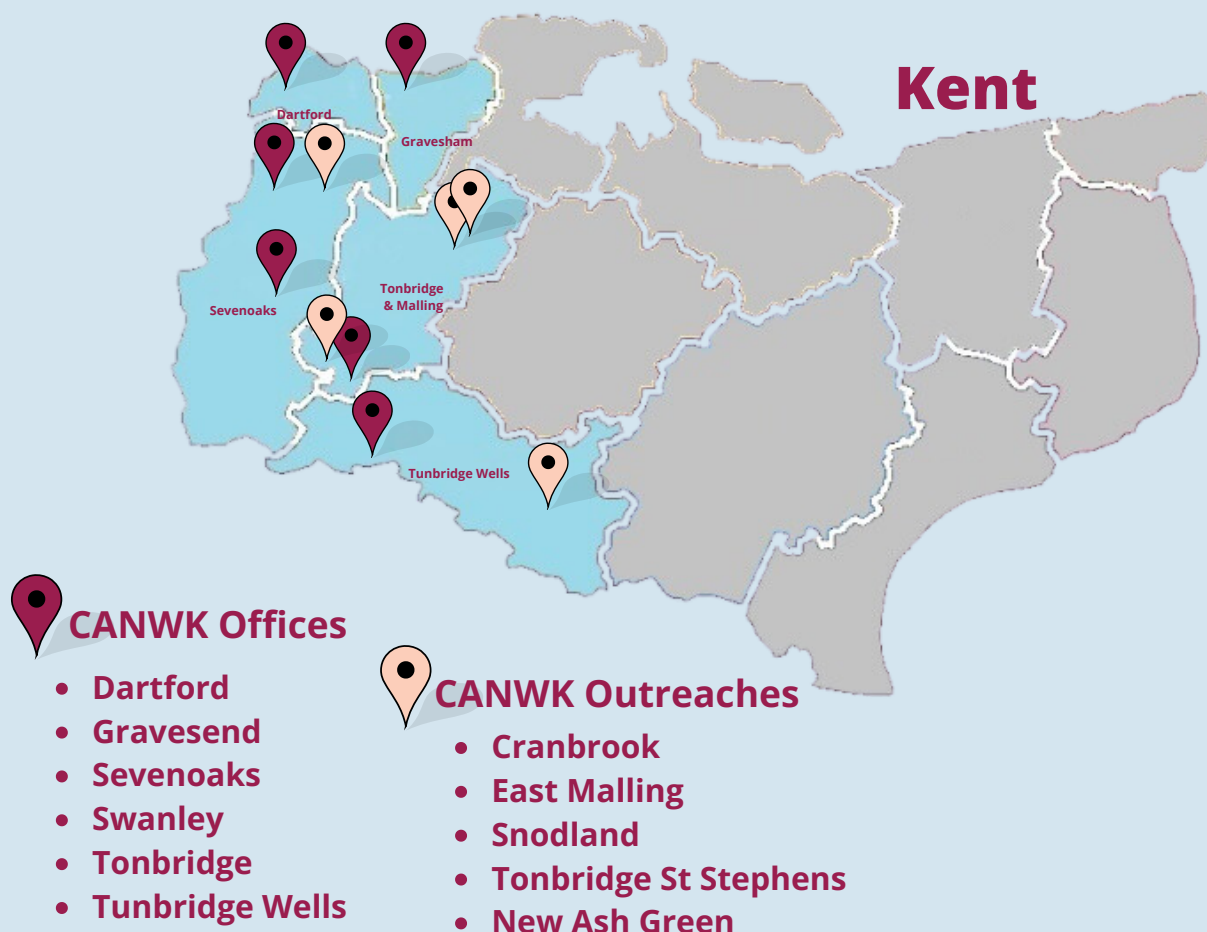 Kent
Dartford
Gravesham
Tonbridge
& Malling
Sevenoaks
Tunbridge Wells
CANWK Offices
• Dartford
• Gravesend
• Sevenoaks
• Swanley
• Tonbridge
• Tunbridge Wells
CANWK Outreaches
• Cranbrook
• East Malling
• Snodland
• Tonbridge St Stephens
• New Ash Green